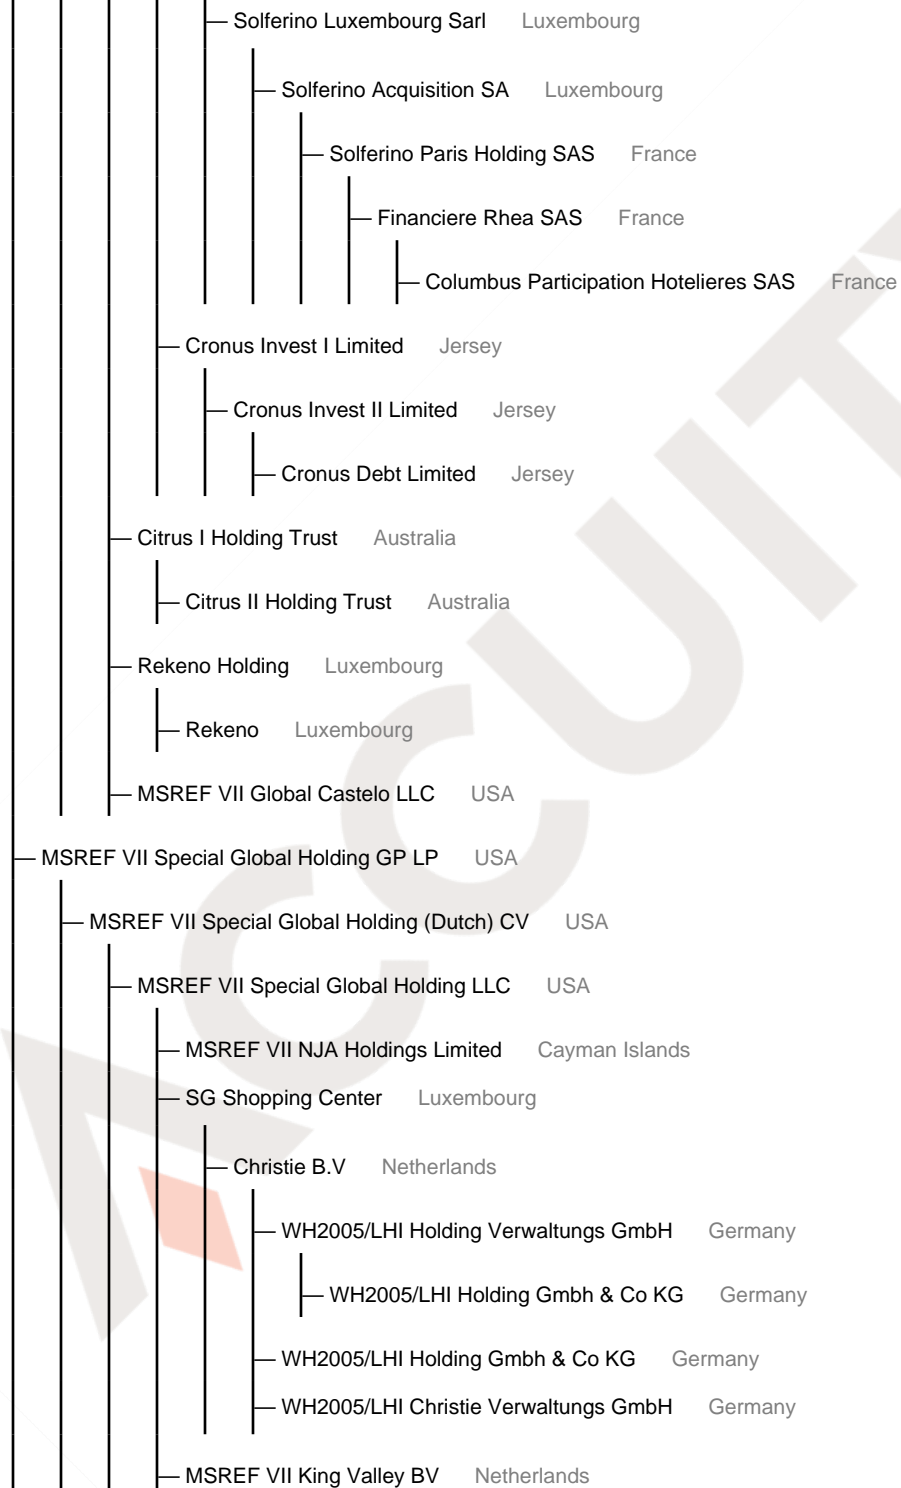 Solferino Luxembourg Sarl Luxembourg
Solferino Acquisition SA Luxembourg
Solferino Paris Holding SAS France
Financiere Rhea SAS France
Columbus Participation Hotelieres SAS France
Cronus Invest I Limited Jersey
Cronus Invest II Limited Jersey
Cronus Debt Limited Jersey
Citrus I Holding Trust Australia
Citrus II Holding Trust Australia
Rekeno Holding Luxembourg
Rekeno Luxembourg
MSREF VII Global Castelo LLC USA
MSREF VII Special Global Holding GP LP USA
MSREF VII Special Global Holding (Dutch) CV USA
MSREF VII Special Global Holding LLC USA
MSREF VII NJA Holdings Limited Cayman Islands
SG Shopping Center Luxembourg
Christie B.V Netherlands
WH2005/LHI Holding Verwaltungs GmbH Germany
WH2005/LHI Holding Gmbh & Co KG Germany
WH2005/LHI Holding Gmbh & Co KG Germany
WH2005/LHI Christie Verwaltungs GmbH Germany
MSREF VII King Valley BV Netherlands
ACCUIT